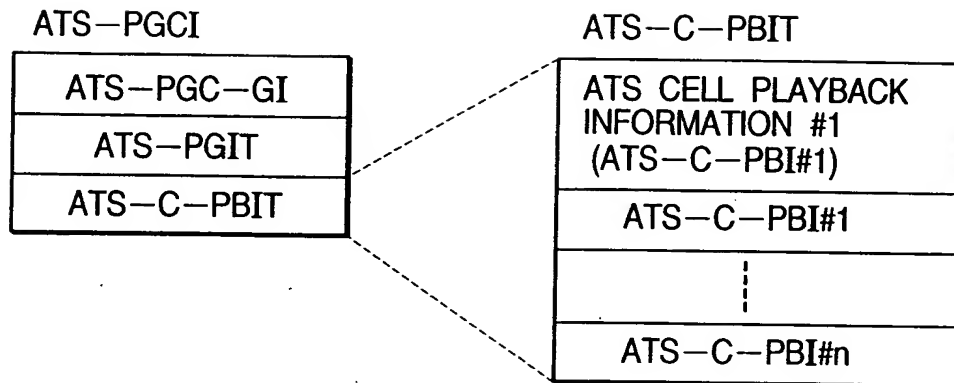 ATS–PGCI
ATS–PGC–GI
ATS–PGIT
ATS–C–PBIT
ATS–C–PBIT
ATS CELL PLAYBACK
INFORMATION #1
(ATS–C–PBI#1)
ATS–C–PBI#1
ATS–C–PBI#n